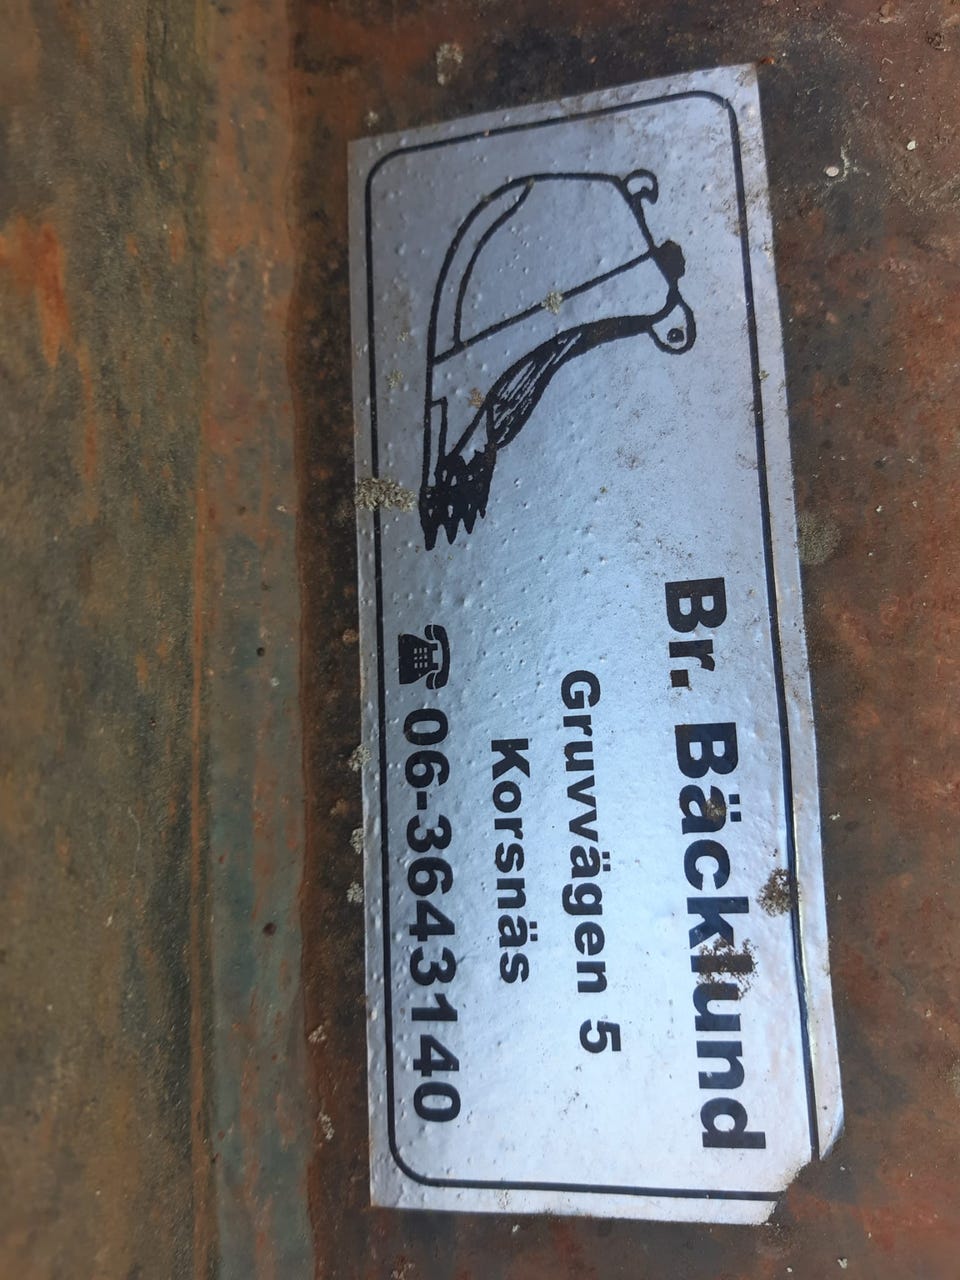 Br. Bäcklund
Gruvvägen 5
Korsnäs
☎ 06-3643140